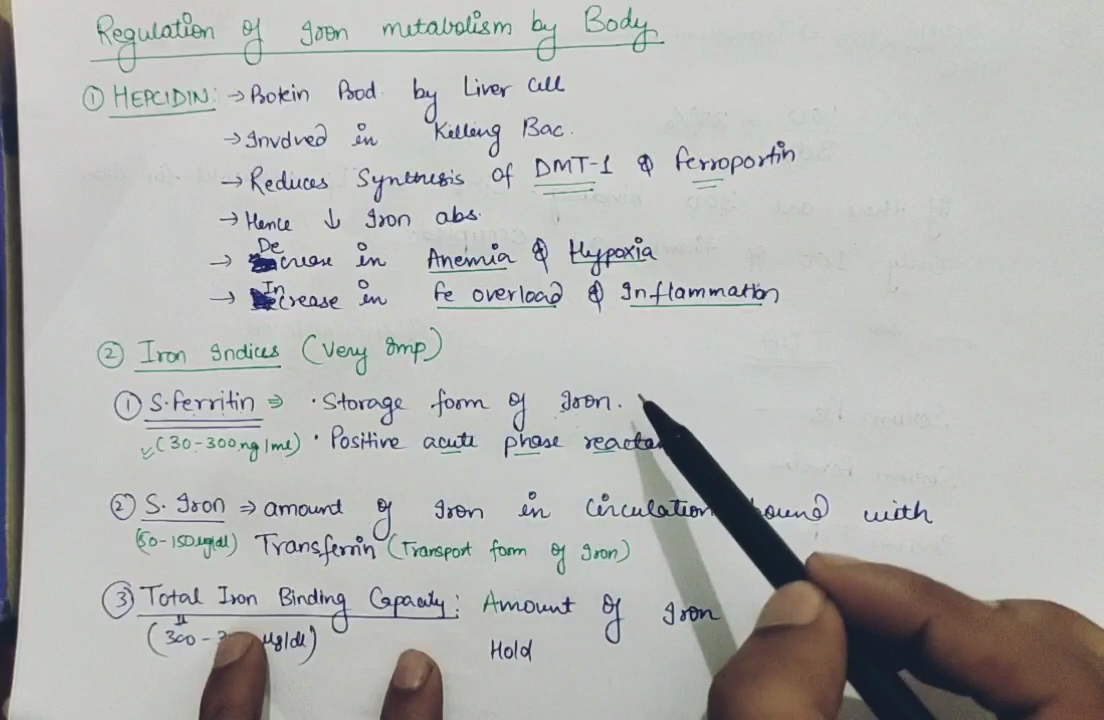 Regulation of Iron metabolism by Body
① HEPCIDIN: → Protein Prod. by Liver Cell
→ Involved in Killing Bac.
→ Reduces Synthesis of DMT-1 & ferroportin
→ Hence ↓ Iron abs.
→ Decrease in Anemia & Hypoxia
→ Increase in Fe overload & Inflammation
② Iron Indices (Very Imp)
① S. ferritin ⇒ • Storage form of Iron.
(30-300 ng/ml) • Positive acute phase
② S. Iron ⇒ amount of Iron in Circulation bound with
(50-150 µg/dl) Transferrin (Transport form of Iron)
③ Total Iron Binding Capacity: Amount of Iron
(300 - µg/dl) Hold